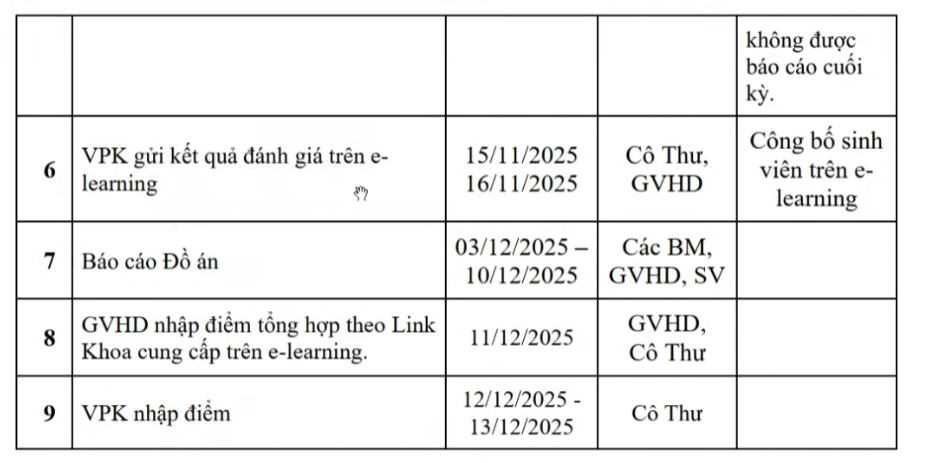 không được
báo cáo cuối
kỳ.
6
VPK gửi kết quả đánh giá trên e-
learning
15/11/2025
16/11/2025
Cô Thư,
GVHD
Công bố sinh
viên trên e-
learning
7
Báo cáo Đồ án
03/12/2025 –
10/12/2025
Các BM,
GVHD, SV
8
GVHD nhập điểm tổng hợp theo Link
Khoa cung cấp trên e-learning.
11/12/2025
GVHD,
Cô Thư
9
VPK nhập điểm
12/12/2025 -
13/12/2025
Cô Thư